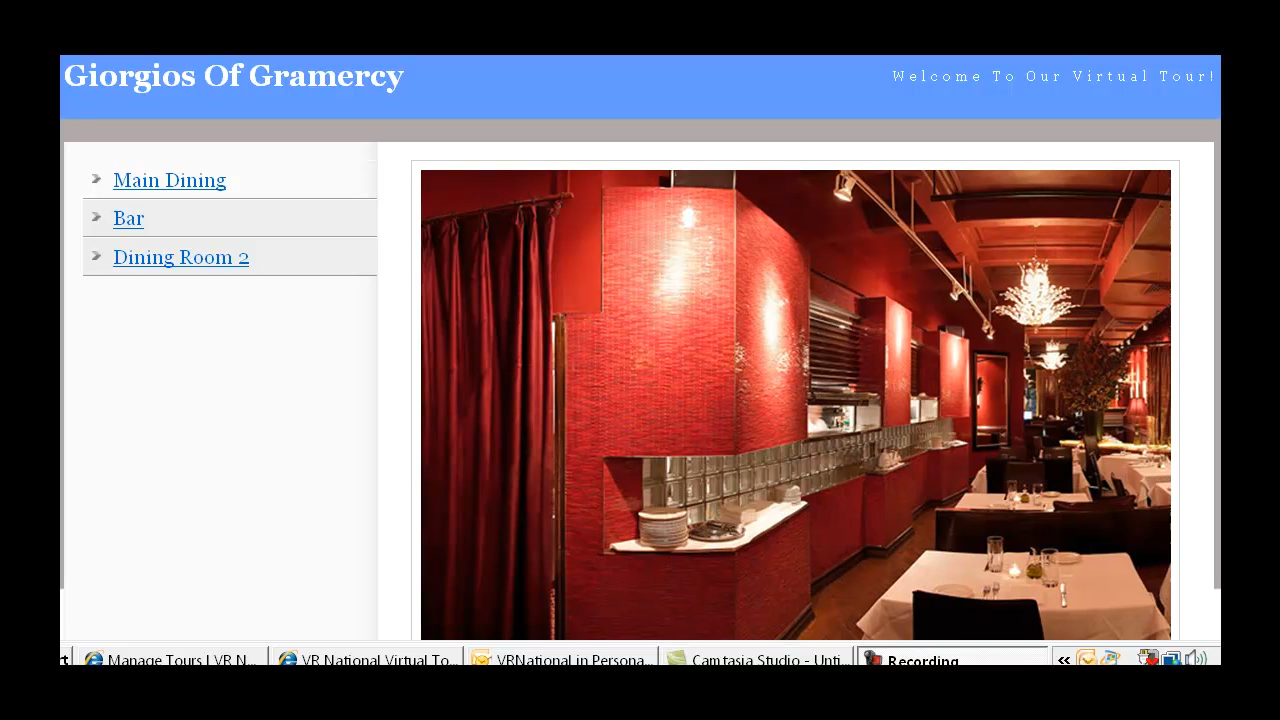 Giorgios Of Gramercy
Welcome To Our Virtual Tour!
Main Dining
Bar
Dining Room 2
Manage Tours | VR N...
VR National Virtual To...
VRNational in Persona...
Camtasia Studio - Unti...
Recording